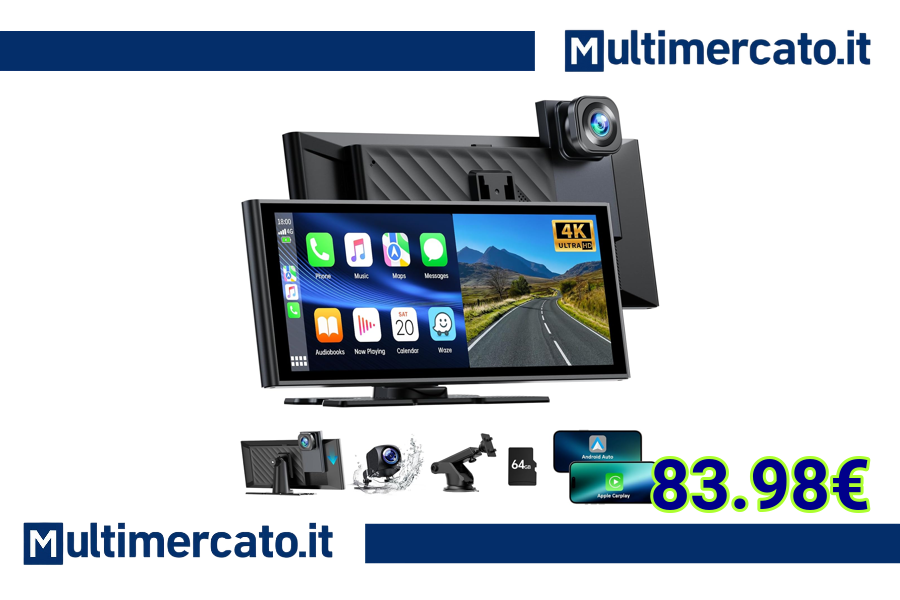 Multimercato.it
18:00
4G
4K
ULTRA HD
Phone
Music
Maps
Messages
SAT
20
Audiobooks
Now Playing
Calendar
Waze
64GB
Android Auto
Apple Carplay
83.98€
Multimercato.it